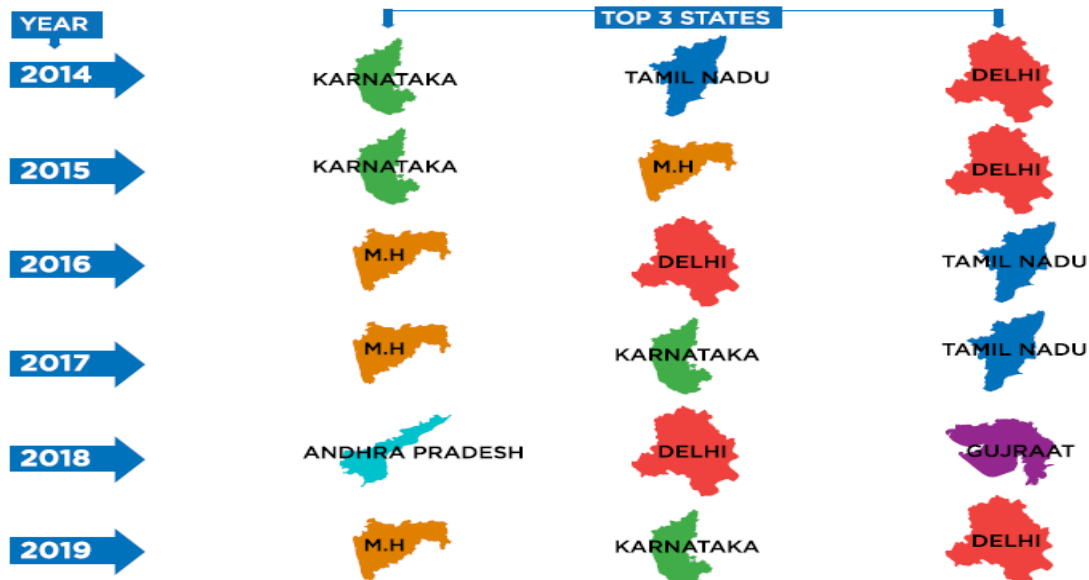 YEAR
TOP 3 STATES
2014 KARNATAKA TAMIL NADU DELHI
2015 KARNATAKA M.H DELHI
2016 M.H DELHI TAMIL NADU
2017 M.H KARNATAKA TAMIL NADU
2018 ANDHRA PRADESH DELHI GUJRAAT
2019 M.H KARNATAKA DELHI